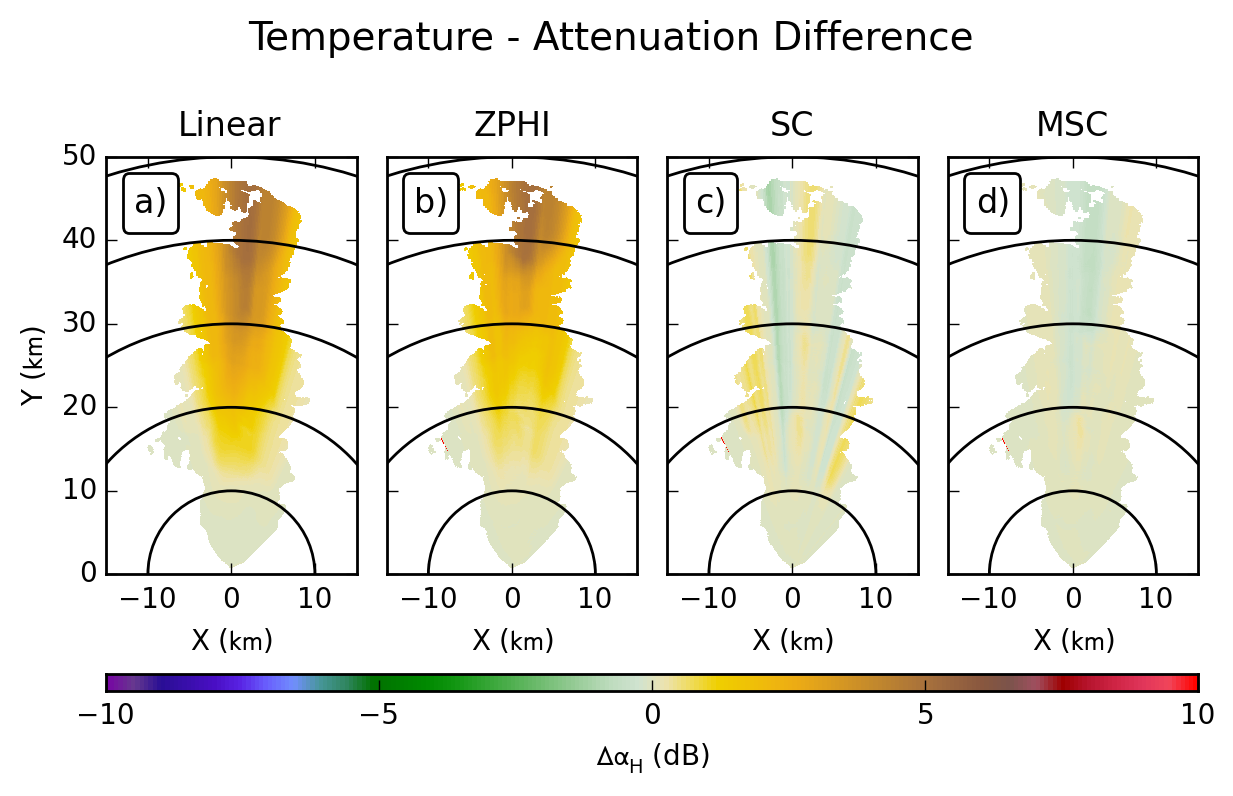 Temperature - Attenuation Difference
Linear ZPHI SC MSC
a) b) c) d)
50
40
30
20
10
0
Y (km)
−10 0 10 −10 0 10 −10 0 10 −10 0 10
X (km) X (km) X (km) X (km)
−10 −5 0 5 10
Δα_H (dB)